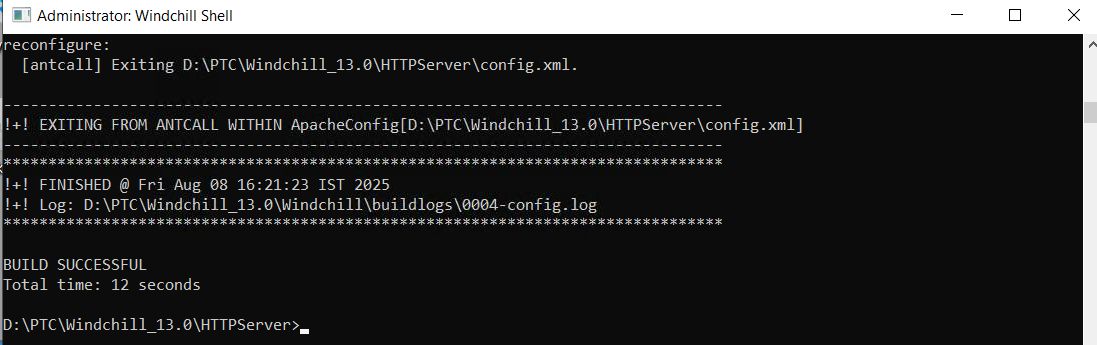 Administrator: Windchill Shell
reconfigure:
[antcall] Exiting D:\PTC\Windchill_13.0\HTTPServer\config.xml.
--------------------------------------------------------------------------------
!+! EXITING FROM ANTCALL WITHIN ApacheConfig[D:\PTC\Windchill_13.0\HTTPServer\config.xml]
--------------------------------------------------------------------------------
********************************************************************************
!+! FINISHED @ Fri Aug 08 16:21:23 IST 2025
!+! Log: D:\PTC\Windchill_13.0\Windchill\buildlogs\0004-config.log
********************************************************************************
BUILD SUCCESSFUL
Total time: 12 seconds
D:\PTC\Windchill_13.0\HTTPServer>